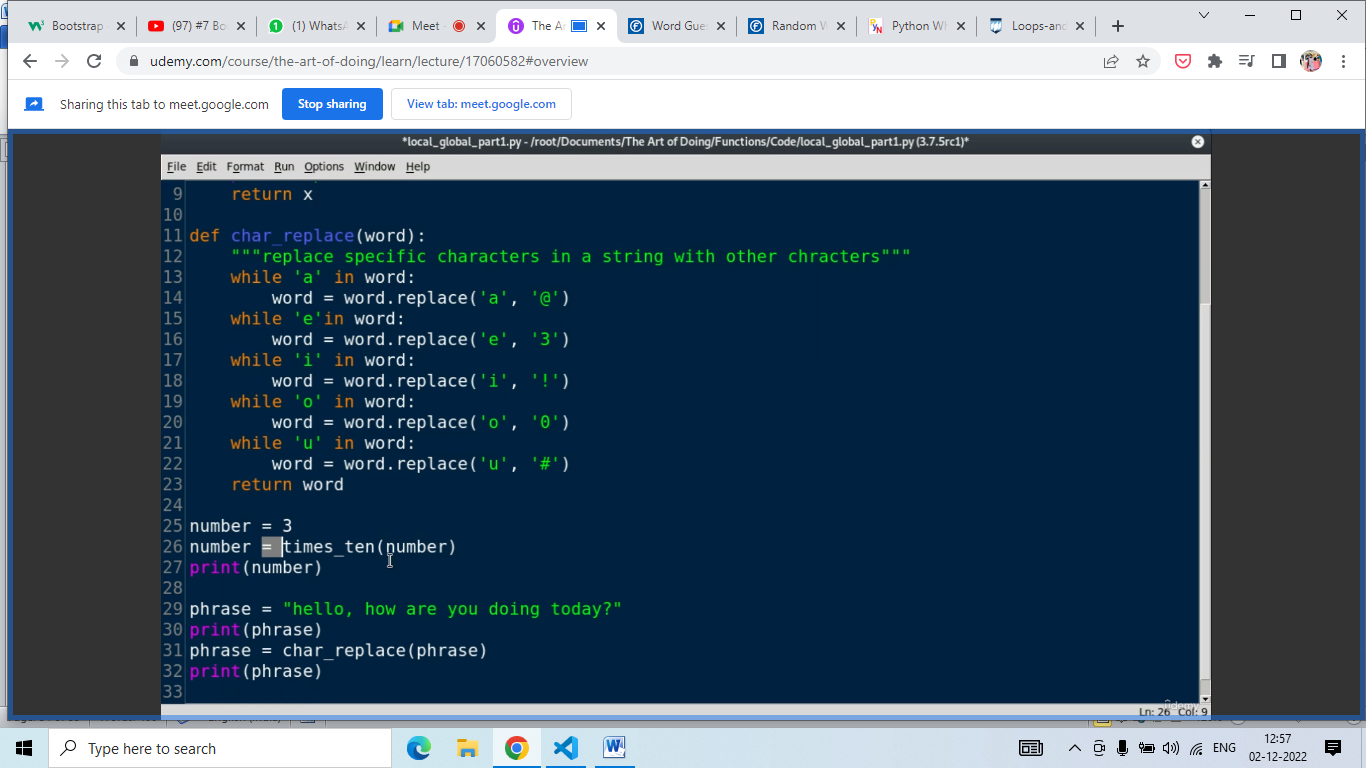 Bootstrap
(97) #7 Bo
(1) WhatsA
Meet
The A
Word Gue
Random W
Python Wh
Loops-and
udemy.com/course/the-art-of-doing/learn/lecture/17060582#overview
Sharing this tab to meet.google.com
Stop sharing
View tab: meet.google.com
*local_global_part1.py - /root/Documents/The Art of Doing/Functions/Code/local_global_part1.py (3.7.5rc1)*
File Edit Format Run Options Window Help
9 return x
10
11 def char_replace(word):
12 """replace specific characters in a string with other chracters"""
13 while 'a' in word:
14 word = word.replace('a', '@')
15 while 'e'in word:
16 word = word.replace('e', '3')
17 while 'i' in word:
18 word = word.replace('i', '!')
19 while 'o' in word:
20 word = word.replace('o', '0')
21 while 'u' in word:
22 word = word.replace('u', '#')
23 return word
24
25 number = 3
26 number = times_ten(number)
27 print(number)
28
29 phrase = "hello, how are you doing today?"
30 print(phrase)
31 phrase = char_replace(phrase)
32 print(phrase)
33
Udemy
Ln: 26 Col: 9
Type here to search
ENG
12:57
02-12-2022